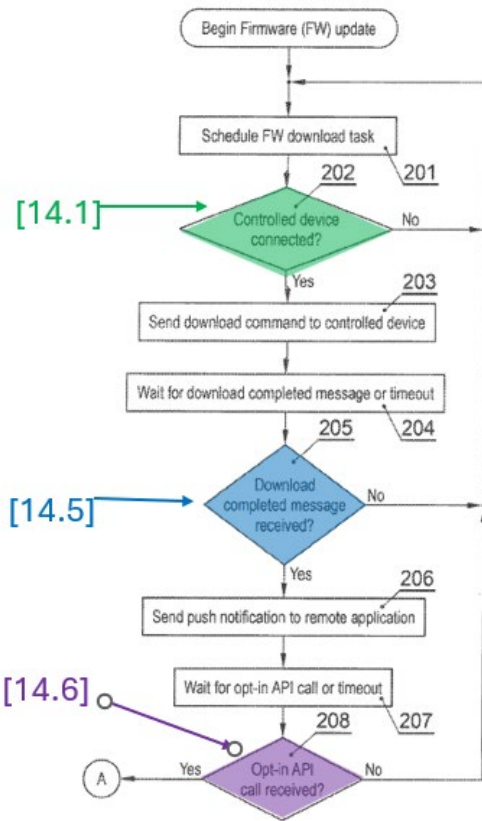 Begin Firmware (FW) update
Schedule FW download task
201
202
[14.1]
Controlled device
connected?
No
Yes
203
Send download command to controlled device
Wait for download completed message or timeout
204
205
[14.5]
Download
completed message
received?
No
Yes
206
Send push notification to remote application
[14.6]
Wait for opt-in API call or timeout
207
208
A
Yes
Opt-in API
call received?
No